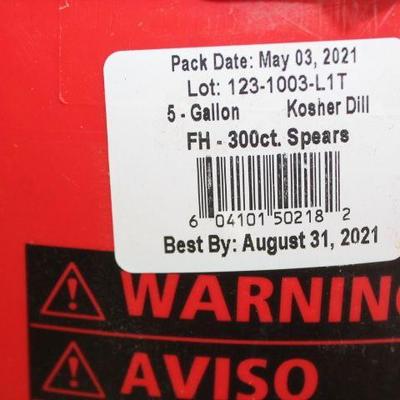 Pack Date: May 03, 2021
Lot: 123-1003-L1T
5 - Gallon Kosher Dill
FH - 300ct. Spears
6 04101 50218 2
Best By: August 31, 2021
WARNING
AVISO